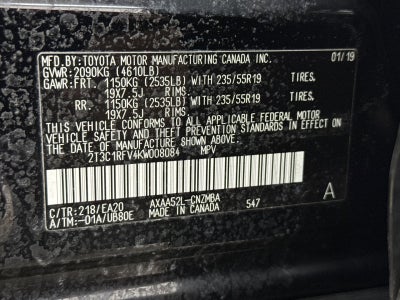 MFD. BY: TOYOTA MOTOR MANUFACTURING CANADA INC. 01/19
GVWR: 2090KG (4610LB)
GAWR: FRT. 1150KG (2535LB) WITH 235/55R19 TIRES,
19X7.5J RIMS,
RR. 1150KG (2535LB) WITH 235/55R19 TIRES,
19X7.5J RIMS,
THIS VEHICLE CONFORMS TO ALL APPLICABLE FEDERAL MOTOR
VEHICLE SAFETY AND THEFT PREVENTION STANDARDS IN EFFECT ON
THE DATE OF MANUFACTURE SHOWN ABOVE.
2T3C1RFV4KW008084 MPV
C/TR: 218/EA20 AXAA52L-CNZMBA 547 A
A/TM: -01A/UB80E MADE IN CANADA